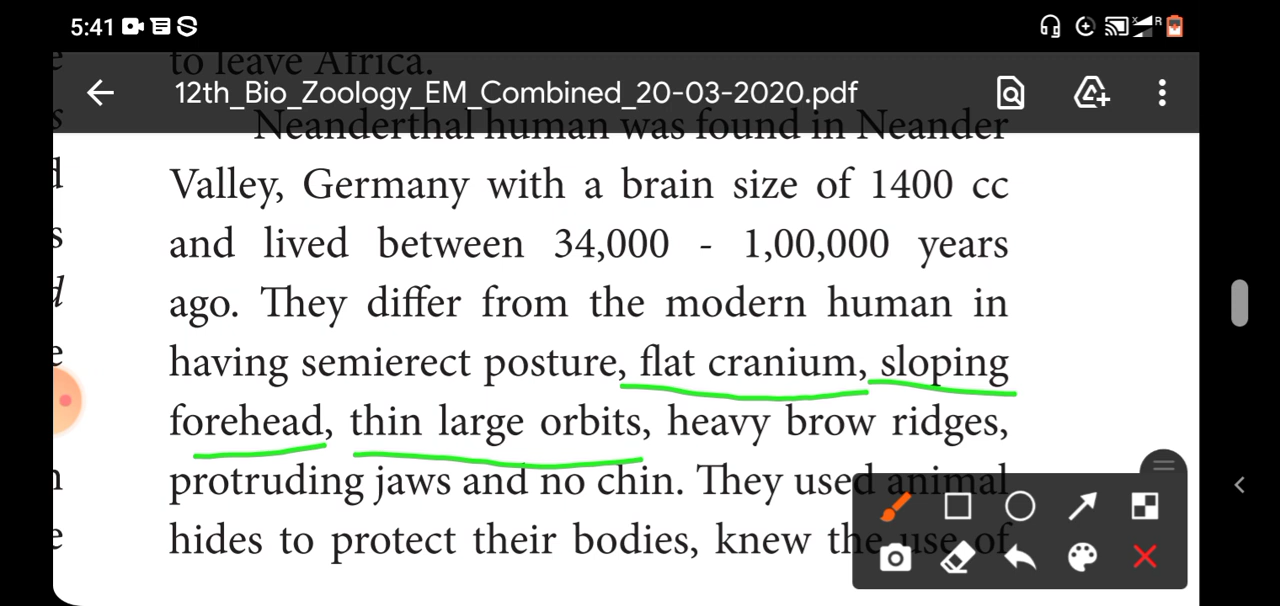 5:41
R
to leave Africa.
12th_Bio_Zoology_EM_Combined_20-03-2020.pdf
Neanderthal human was found in Neander
Valley, Germany with a brain size of 1400 cc
and lived between 34,000 - 1,00,000 years
ago. They differ from the modern human in
having semierect posture, flat cranium, sloping
forehead, thin large orbits, heavy brow ridges,
protruding jaws and no chin. They used animal
hides to protect their bodies, knew the use of